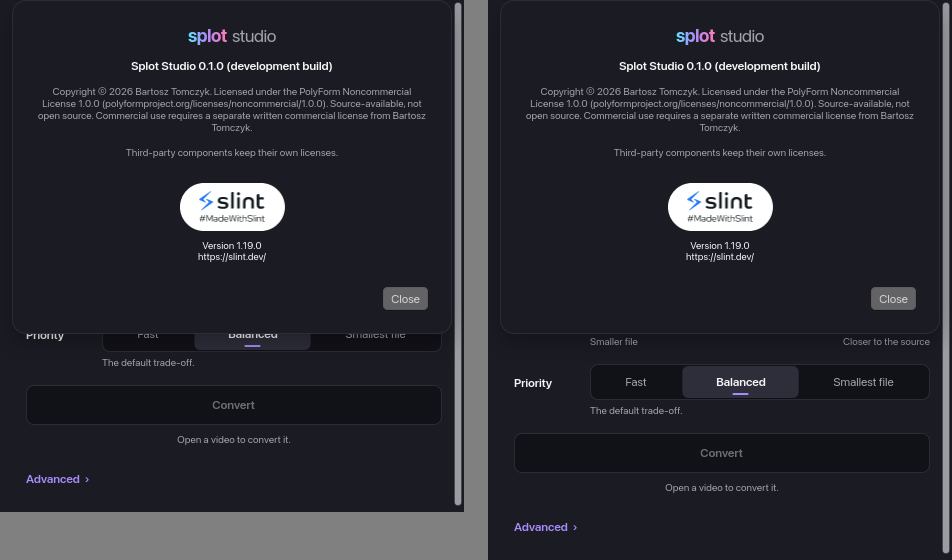 splot studio
Splot Studio 0.1.0 (development build)
Copyright © 2026 Bartosz Tomczyk. Licensed under the PolyForm Noncommercial
License 1.0.0 (polyformproject.org/licenses/noncommercial/1.0.0). Source-available, not
open source. Commercial use requires a separate written commercial license from Bartosz
Tomczyk.
Third-party components keep their own licenses.
slint
#MadeWithSlint
Version 1.19.0
https://slint.dev/
Close
Priority
Fast
Balanced
Smallest file
The default trade-off.
Convert
Open a video to convert it.
Advanced ›
splot studio
Splot Studio 0.1.0 (development build)
Copyright © 2026 Bartosz Tomczyk. Licensed under the PolyForm Noncommercial
License 1.0.0 (polyformproject.org/licenses/noncommercial/1.0.0). Source-available, not
open source. Commercial use requires a separate written commercial license from Bartosz
Tomczyk.
Third-party components keep their own licenses.
slint
#MadeWithSlint
Version 1.19.0
https://slint.dev/
Close
Smaller file
Closer to the source
Priority
Fast
Balanced
Smallest file
The default trade-off.
Convert
Open a video to convert it.
Advanced ›